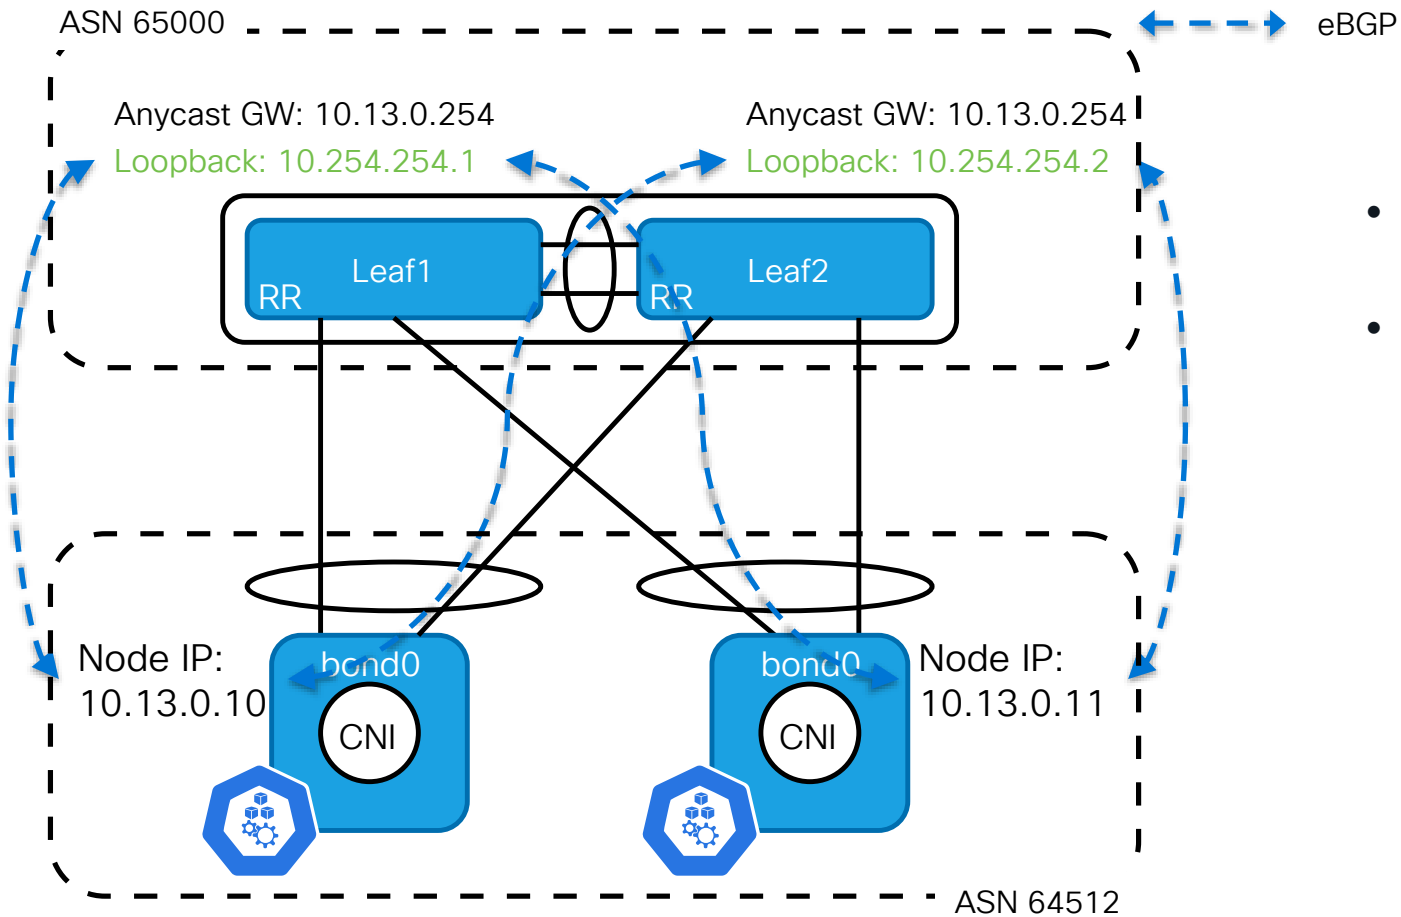 ASN 65000
eBGP
Anycast GW: 10.13.0.254
Loopback: 10.254.254.1
Anycast GW: 10.13.0.254
Loopback: 10.254.254.2
Leaf1
RR
Leaf2
RR
Node IP:
10.13.0.10
bond0
CNI
bond0
CNI
Node IP:
10.13.0.11
ASN 64512